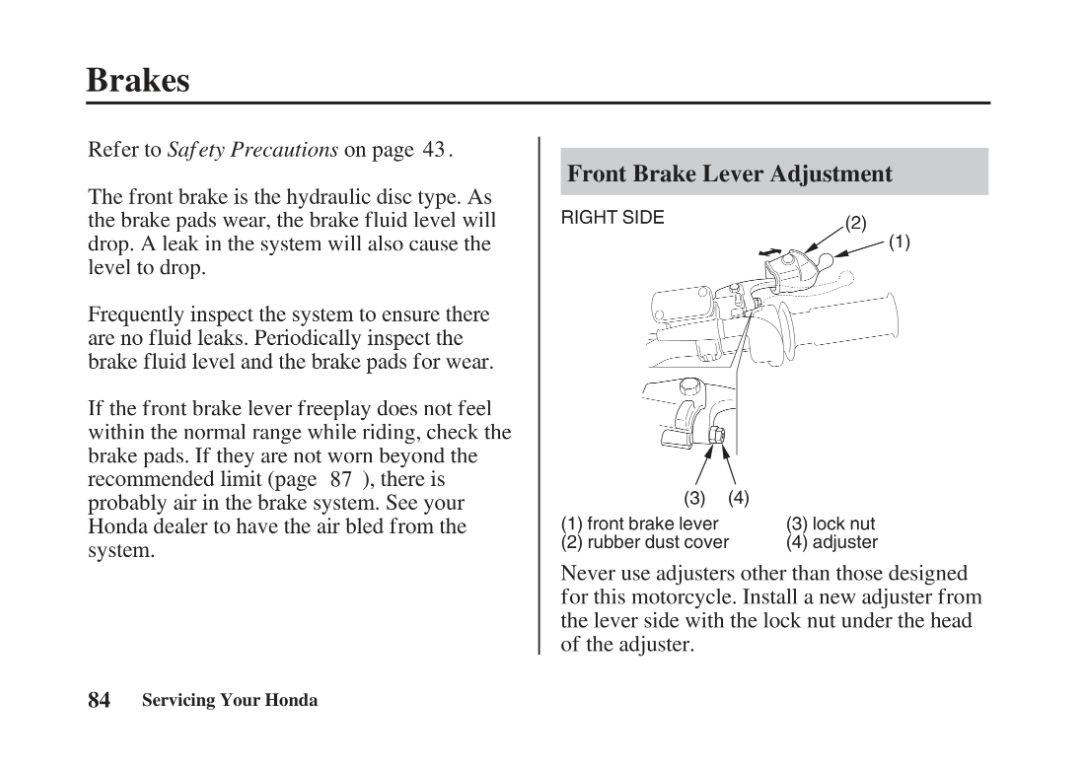 Brakes
Refer to Safety Precautions on page 43.
The front brake is the hydraulic disc type. As
the brake pads wear, the brake fluid level will
drop. A leak in the system will also cause the
level to drop.
Frequently inspect the system to ensure there
are no fluid leaks. Periodically inspect the
brake fluid level and the brake pads for wear.
If the front brake lever freeplay does not feel
within the normal range while riding, check the
brake pads. If they are not worn beyond the
recommended limit (page 87 ), there is
probably air in the brake system. See your
Honda dealer to have the air bled from the
system.
Front Brake Lever Adjustment
RIGHT SIDE
(2)
(1)
(3) (4)
(1) front brake lever (3) lock nut
(2) rubber dust cover (4) adjuster
Never use adjusters other than those designed
for this motorcycle. Install a new adjuster from
the lever side with the lock nut under the head
of the adjuster.
84 Servicing Your Honda